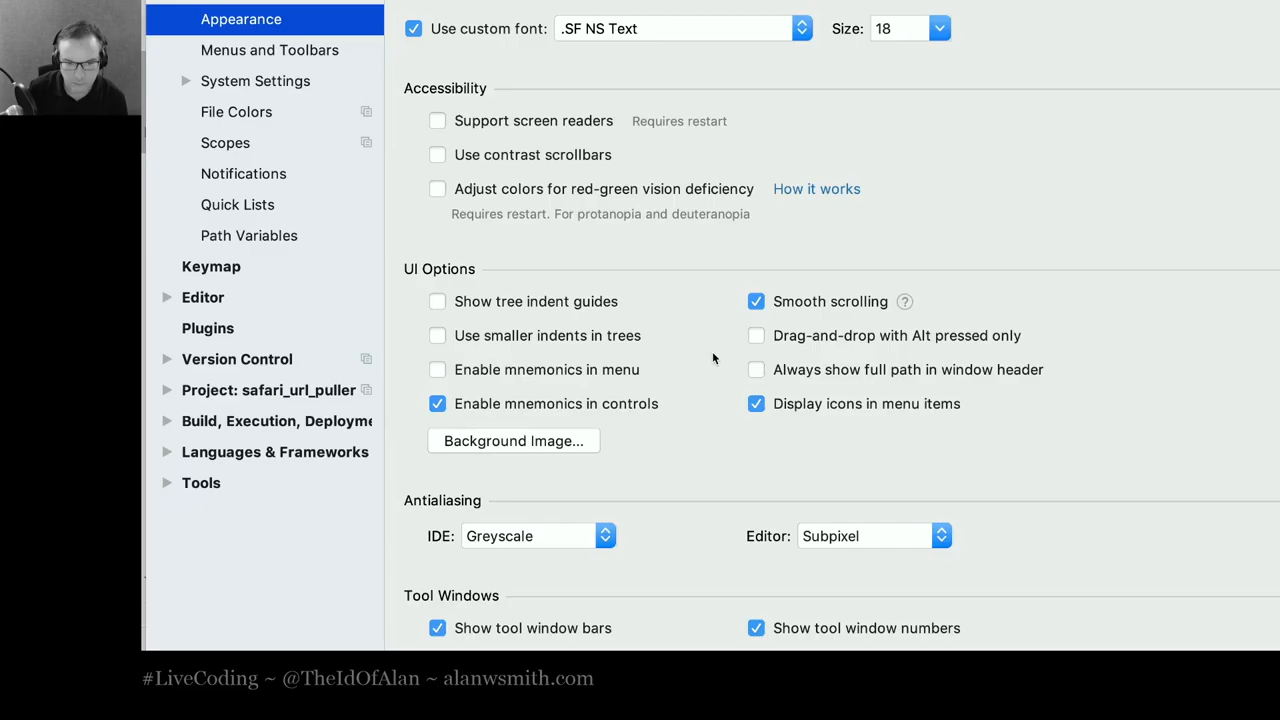 Appearance
Menus and Toolbars
System Settings
File Colors
Scopes
Notifications
Quick Lists
Path Variables
Keymap
Editor
Plugins
Version Control
Project: safari_url_puller
Build, Execution, Deployme
Languages & Frameworks
Tools
Use custom font: .SF NS Text Size: 18
Accessibility
Support screen readers Requires restart
Use contrast scrollbars
Adjust colors for red-green vision deficiency How it works
Requires restart. For protanopia and deuteranopia
UI Options
Show tree indent guides Smooth scrolling ?
Use smaller indents in trees Drag-and-drop with Alt pressed only
Enable mnemonics in menu Always show full path in window header
Enable mnemonics in controls Display icons in menu items
Background Image...
Antialiasing
IDE: Greyscale Editor: Subpixel
Tool Windows
Show tool window bars Show tool window numbers
#LiveCoding ~ @TheIdOfAlan ~ alanwsmith.com